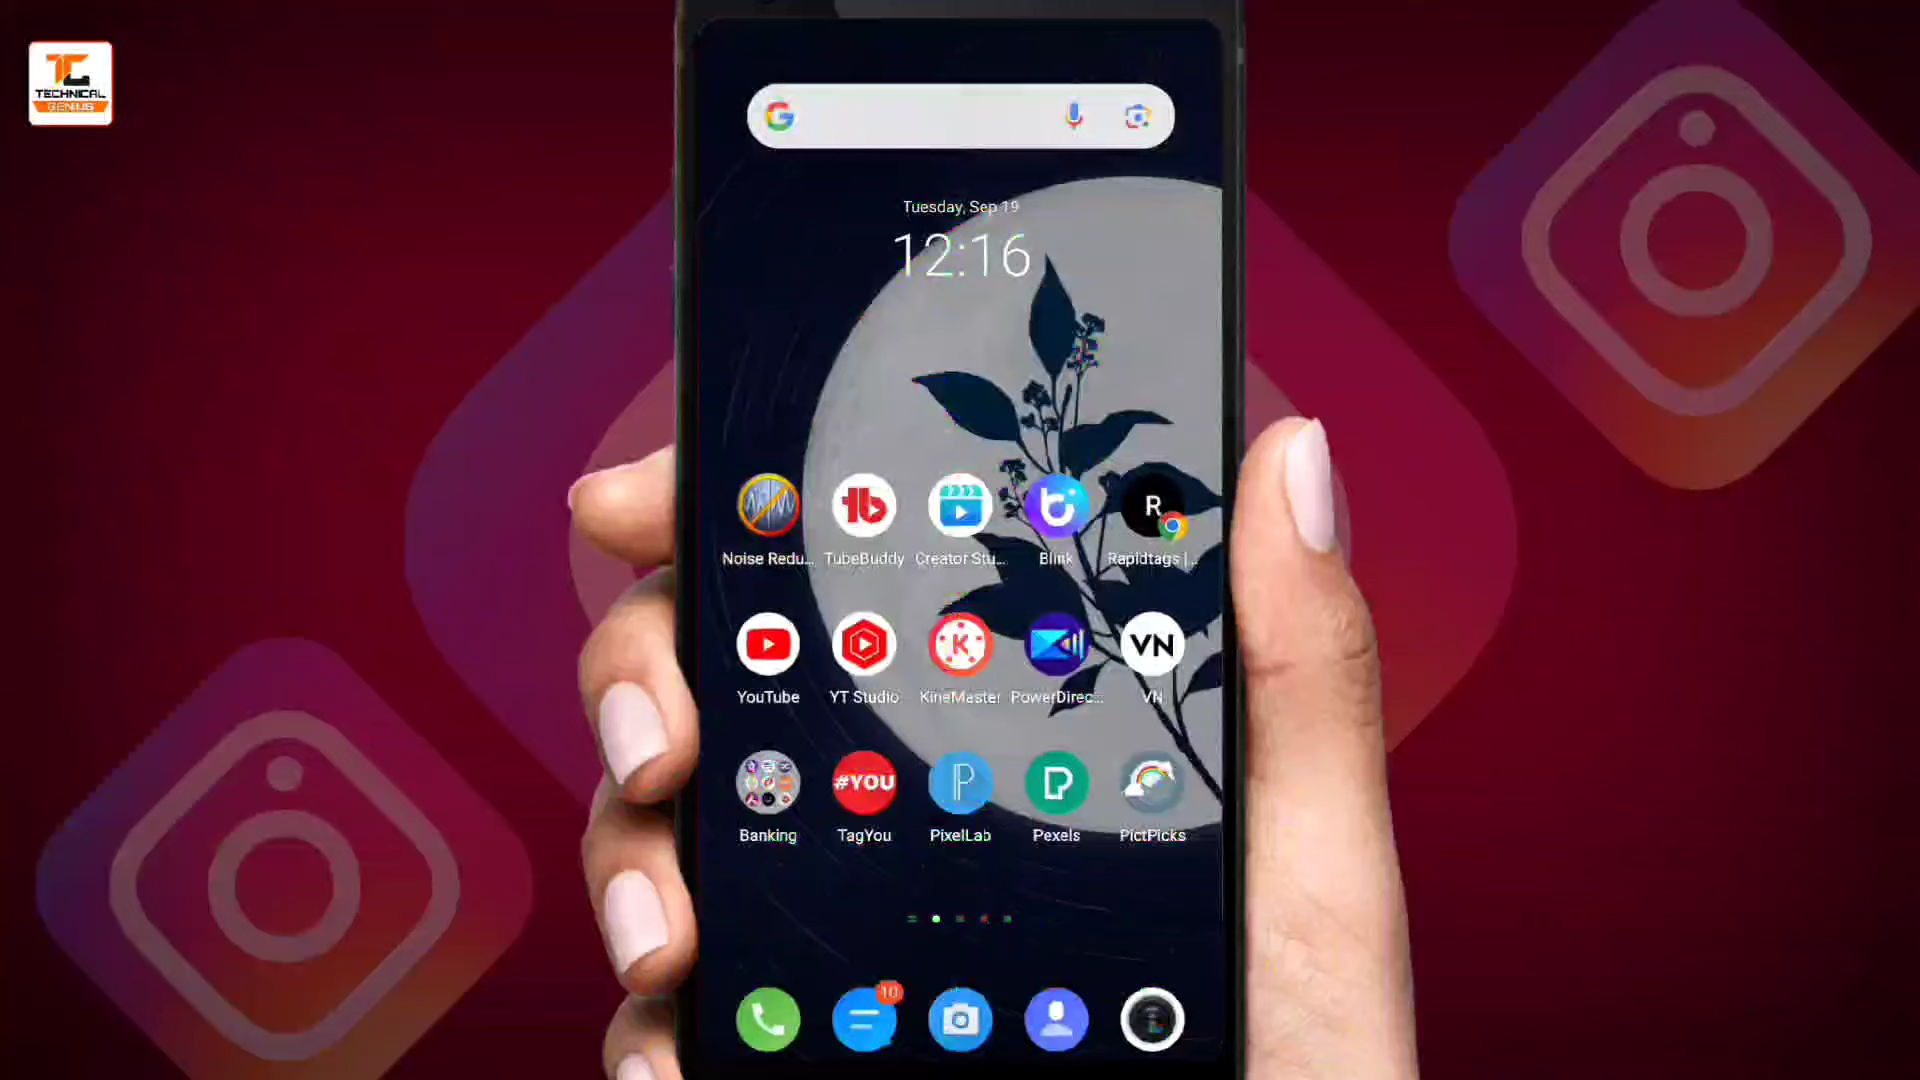 TECHNICAL
GENIUS
Tuesday, Sep 19
12:16
R
Noise Redu... TubeBuddy Creator Stu... Blink Rapidtags |...
K VN
YouTube YT Studio KineMaster PowerDirec... VN
#YOU
Banking TagYou PixelLab Pexels PictPicks
10